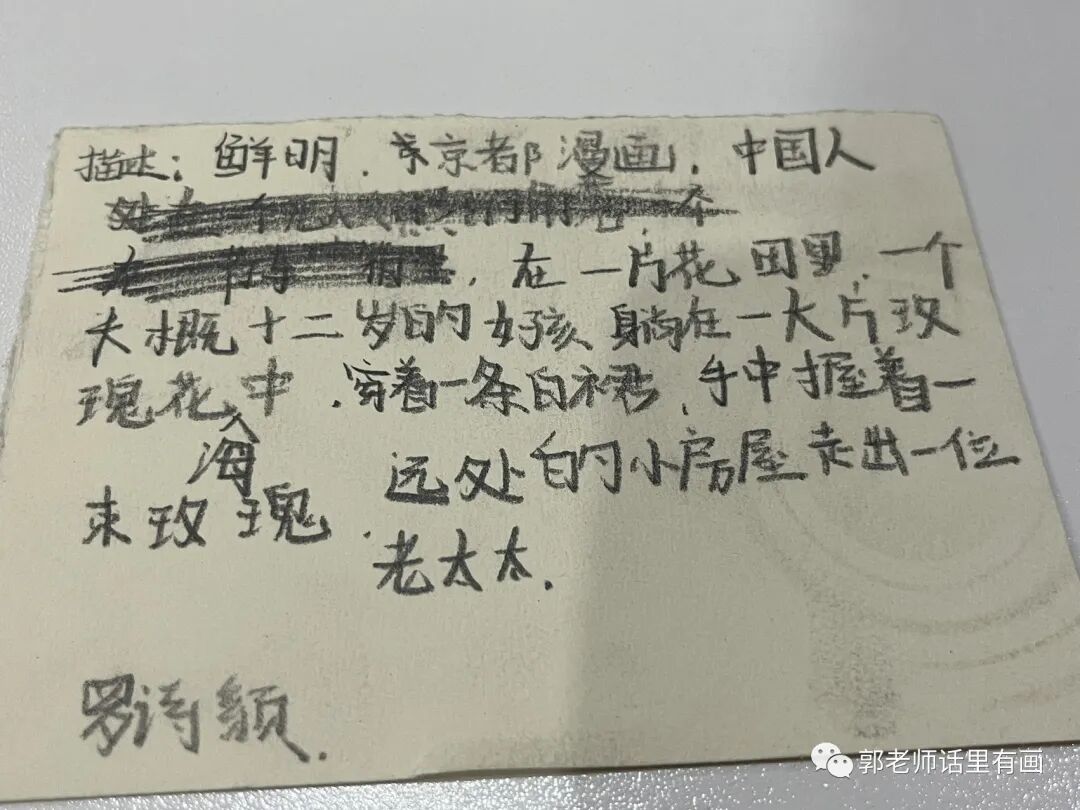 描述：鲜明．东京都漫画．中国人
，在一片花田里，一个
大概十二岁的女孩躺在一大片玫
瑰花海中．穿着一条白裙，手中握着一
束玫瑰．远处的小房屋走出一位
老太太．
罗诗颖．
郭老师话里有画